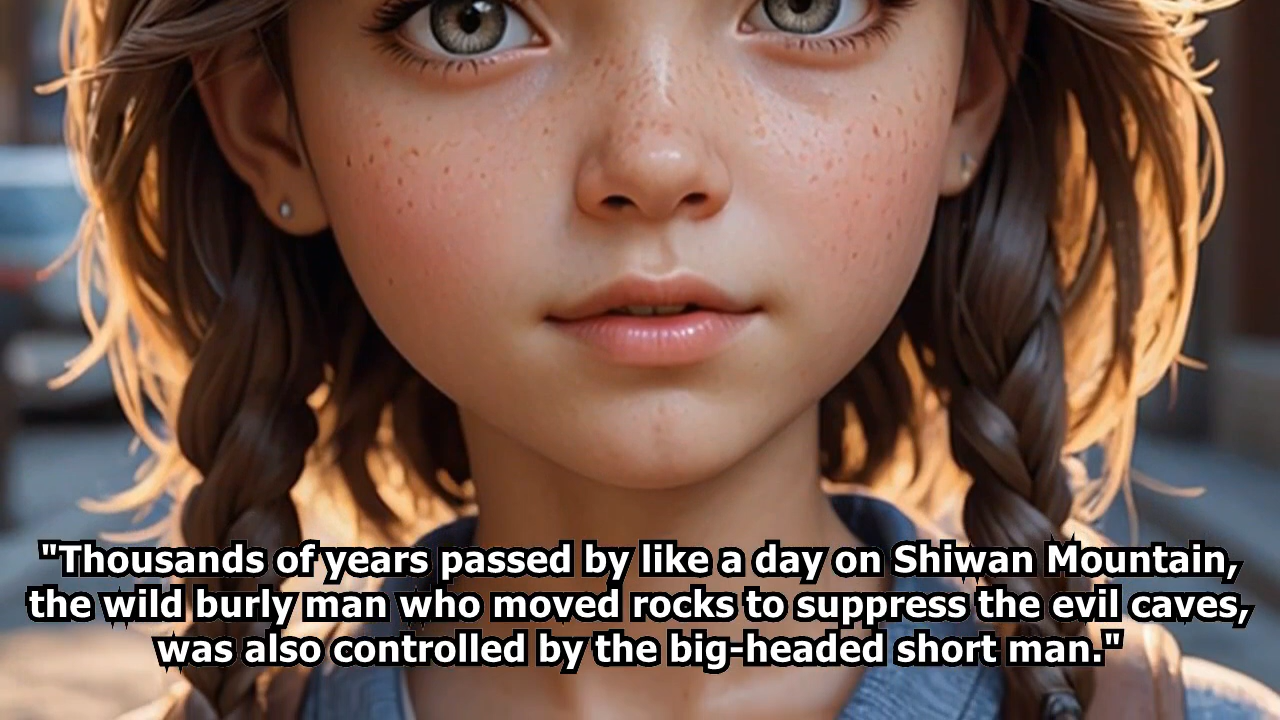 "Thousands of years passed by like a day on Shiwan Mountain,
the wild burly man who moved rocks to suppress the evil caves,
was also controlled by the big-headed short man."